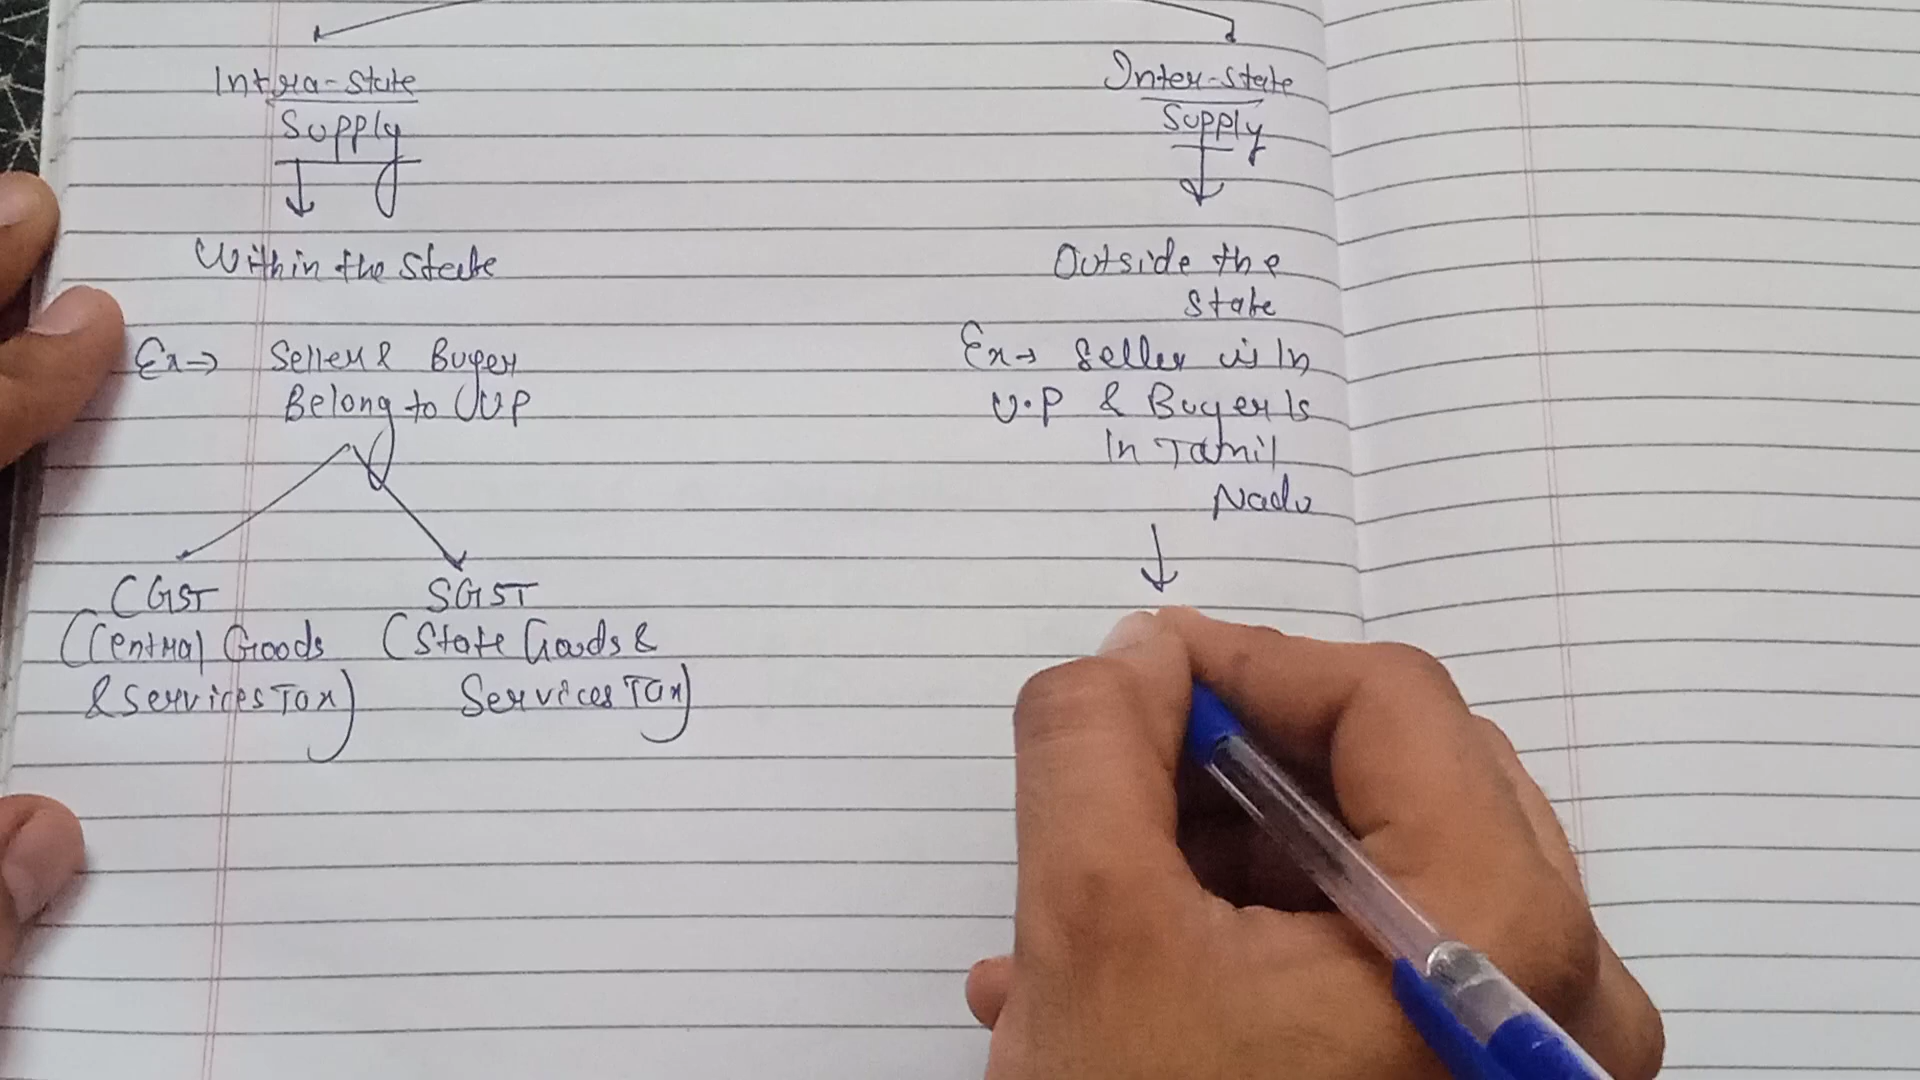 Intra-State
Supply
Within the State
Ex→ Seller & Buyer
Belong to UP
CGST
(Central Goods
& Services Tax)
SGST
(State Goods &
Services Tax)
Inter-State
Supply
Outside the
State
Ex→ Seller is In
U.P & Buyer Is
In Tamil
Nadu